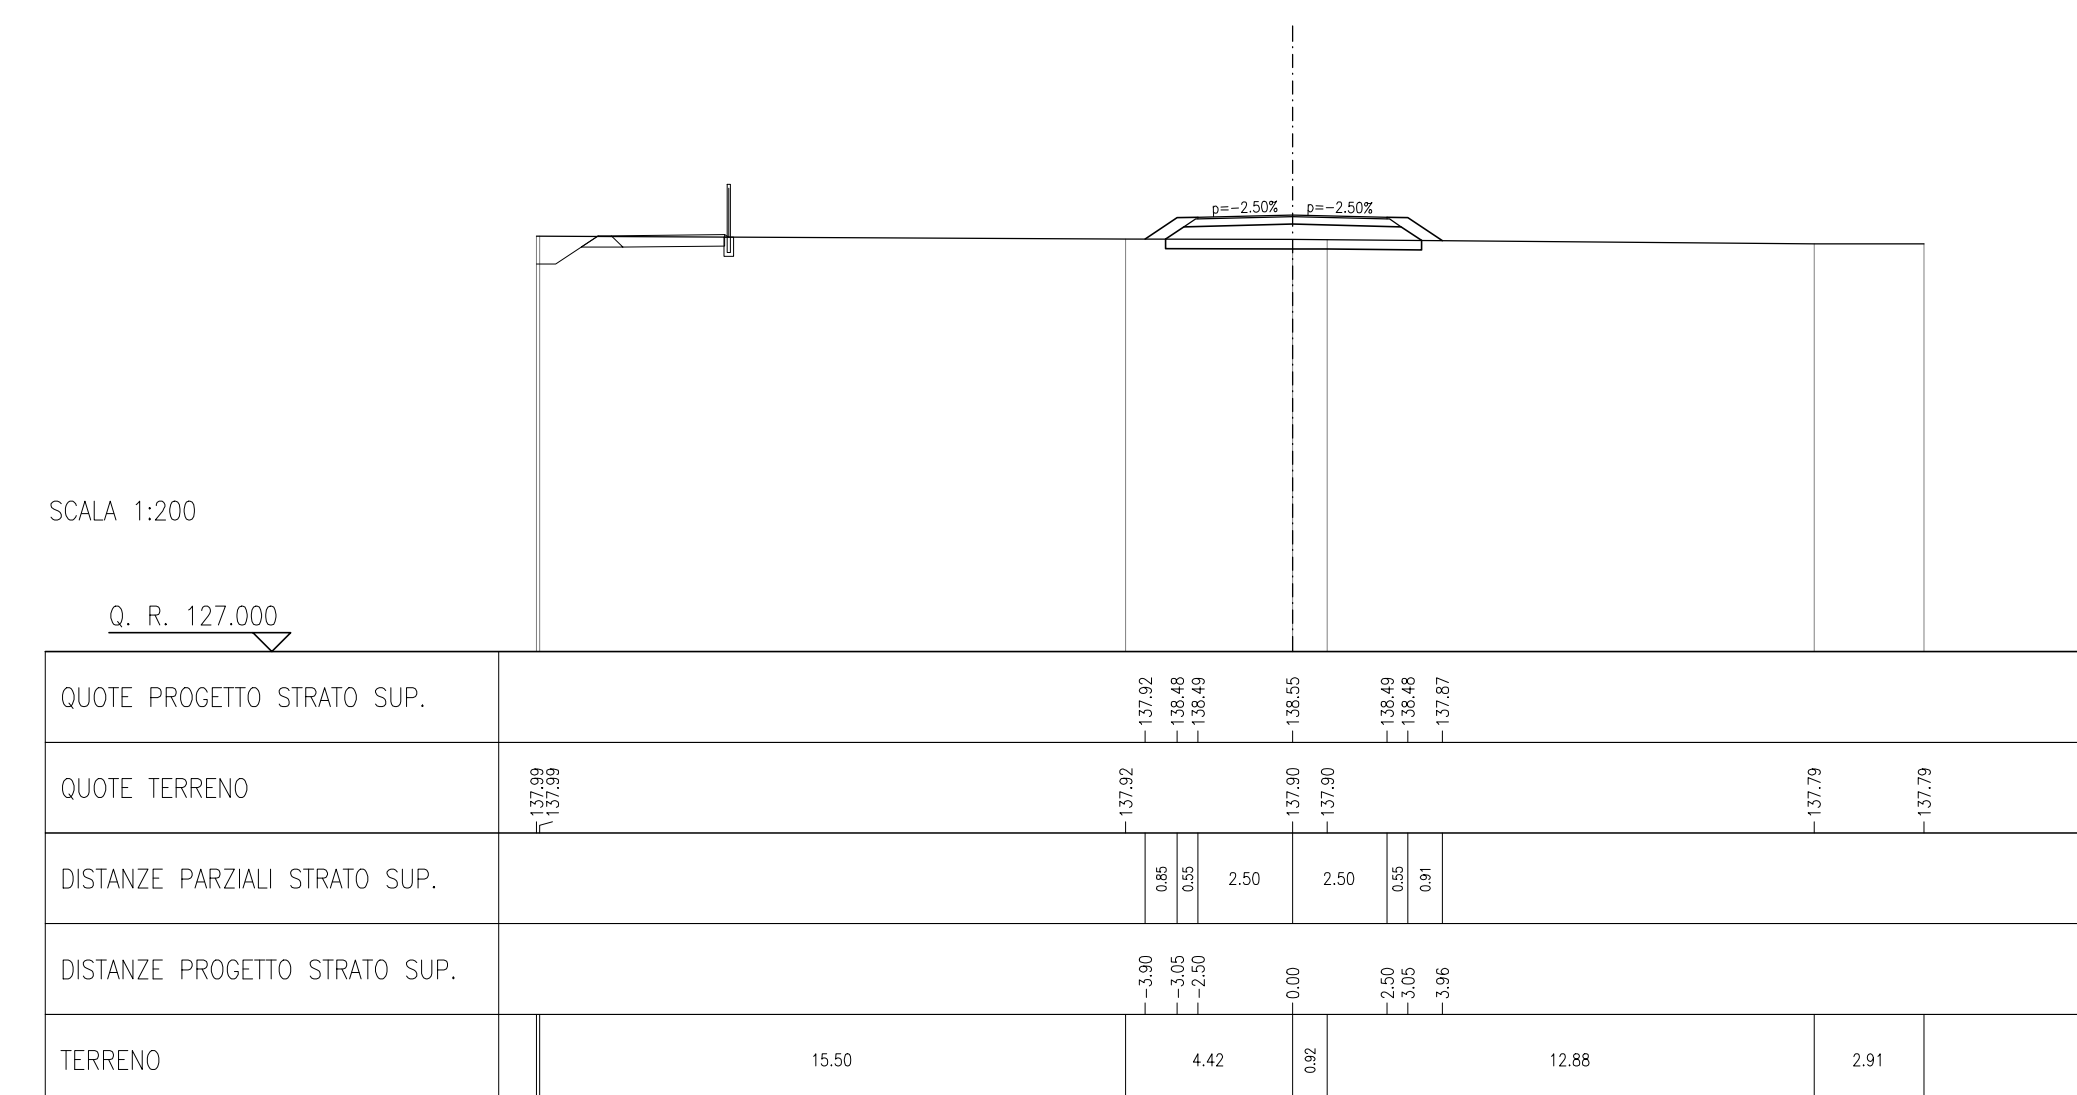 p=-2.50% p=-2.50%
SCALA 1:200
Q. R. 127.000
QUOTE PROGETTO STRATO SUP. 137.92 138.48 138.49 138.55 138.49 138.48 137.87
QUOTE TERRENO 137.99 137.99 137.92 137.90 137.90 137.79 137.79
DISTANZE PARZIALI STRATO SUP. 0.85 0.55 2.50 2.50 0.55 0.91
DISTANZE PROGETTO STRATO SUP. -3.90 -3.05 -2.50 0.00 2.50 3.05 3.96
TERRENO 15.50 4.42 0.92 12.88 2.91